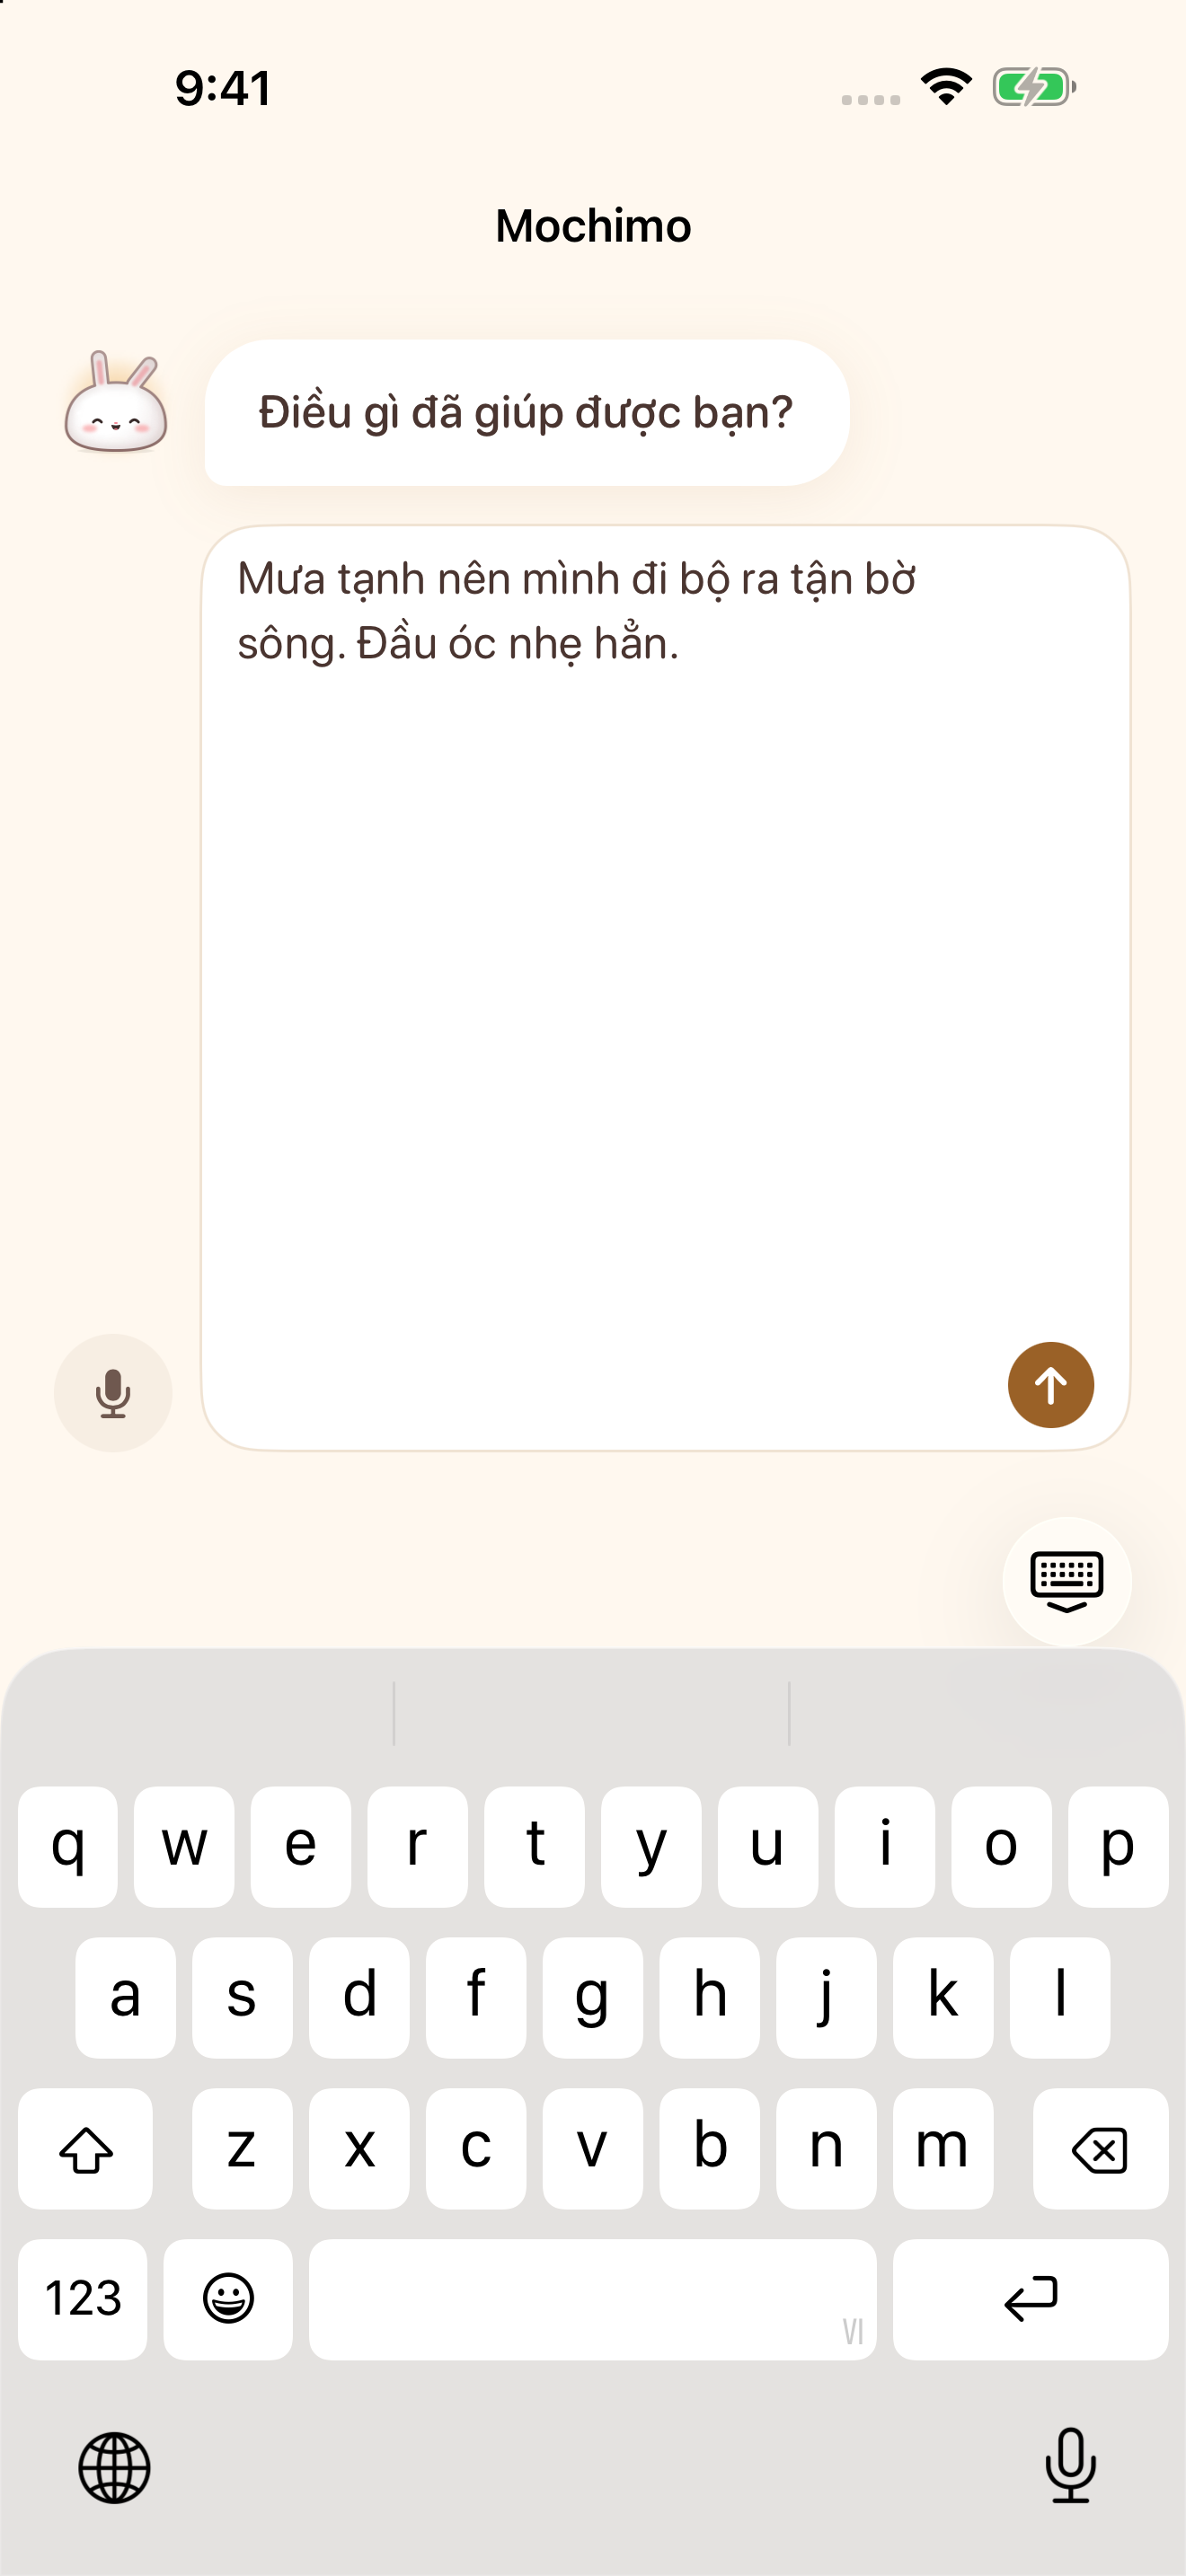 9:41
Mochimo
Điều gì đã giúp được bạn?
Mưa tạnh nên mình đi bộ ra tận bờ
sông. Đầu óc nhẹ hẳn.
q w e r t y u i o p
a s d f g h j k l
z x c v b n m
123
VI